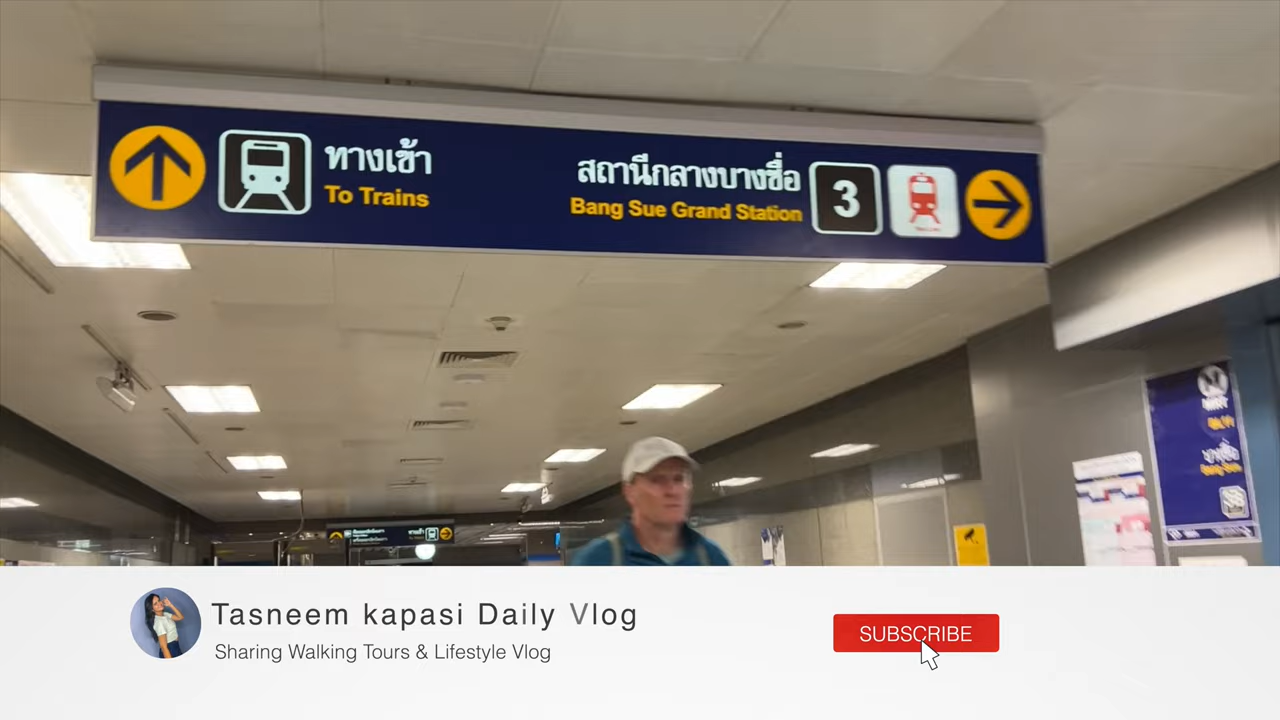 ทางเข้า
To Trains
สถานีกลางบางซื่อ
Bang Sue Grand Station
3
Tasneem kapasi Daily Vlog
Sharing Walking Tours & Lifestyle Vlog
SUBSCRIBE